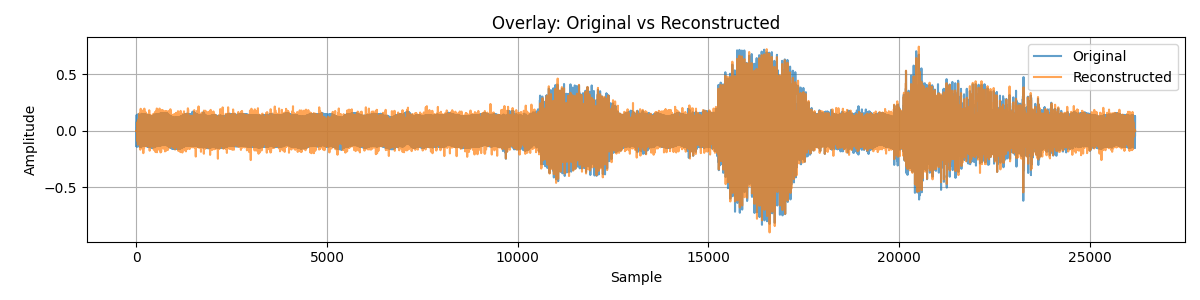 Overlay: Original vs Reconstructed
Original
Reconstructed
Amplitude
0.5
0.0
−0.5
0 5000 10000 15000 20000 25000
Sample